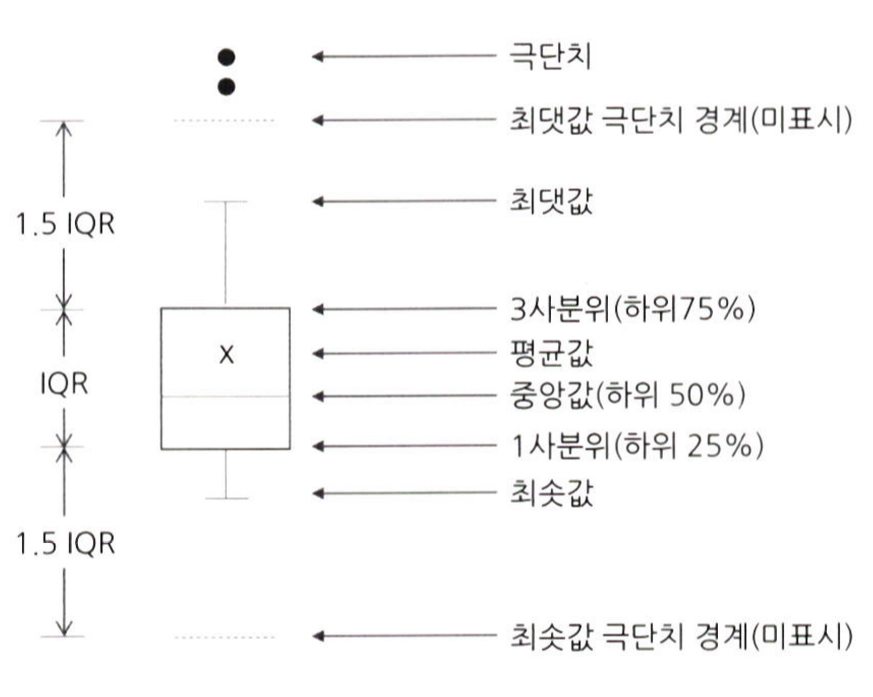 극단치
최댓값 극단치 경계(미표시)
최댓값
1.5 IQR
3사분위(하위75%)
X
평균값
IQR
중앙값(하위 50%)
1사분위(하위 25%)
최솟값
1.5 IQR
최솟값 극단치 경계(미표시)